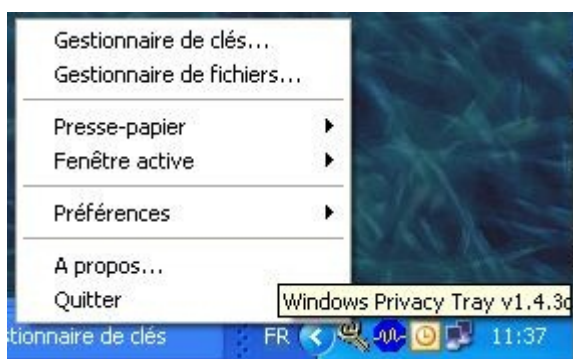 Gestionnaire de clés...
Gestionnaire de fichiers...
Presse-papier
Fenêtre active
Préférences
A propos...
Quitter
Windows Privacy Tray v1.4.3
tionnaire de clés
FR
11:37